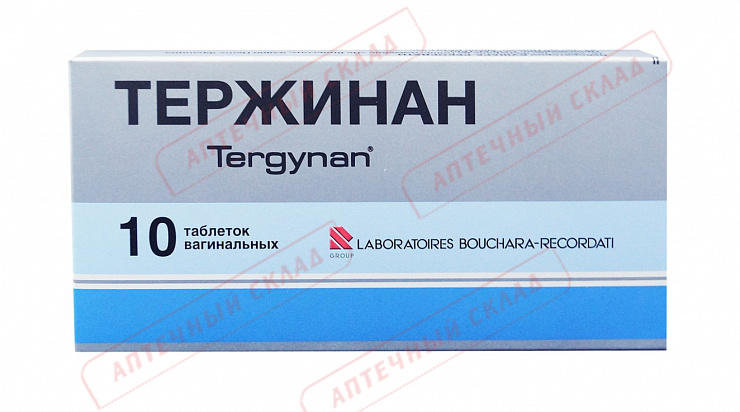 ТЕРЖИНАН
Tergynan®
10 таблеток
вагинальных
GROUP
LABORATOIRES BOUCHARA-RECORDATI
АПТЕЧНЫЙ СКЛАД
АПТЕЧНЫЙ СКЛАД
АПТЕЧНЫЙ СКЛАД
АПТЕЧНЫЙ СКЛАД